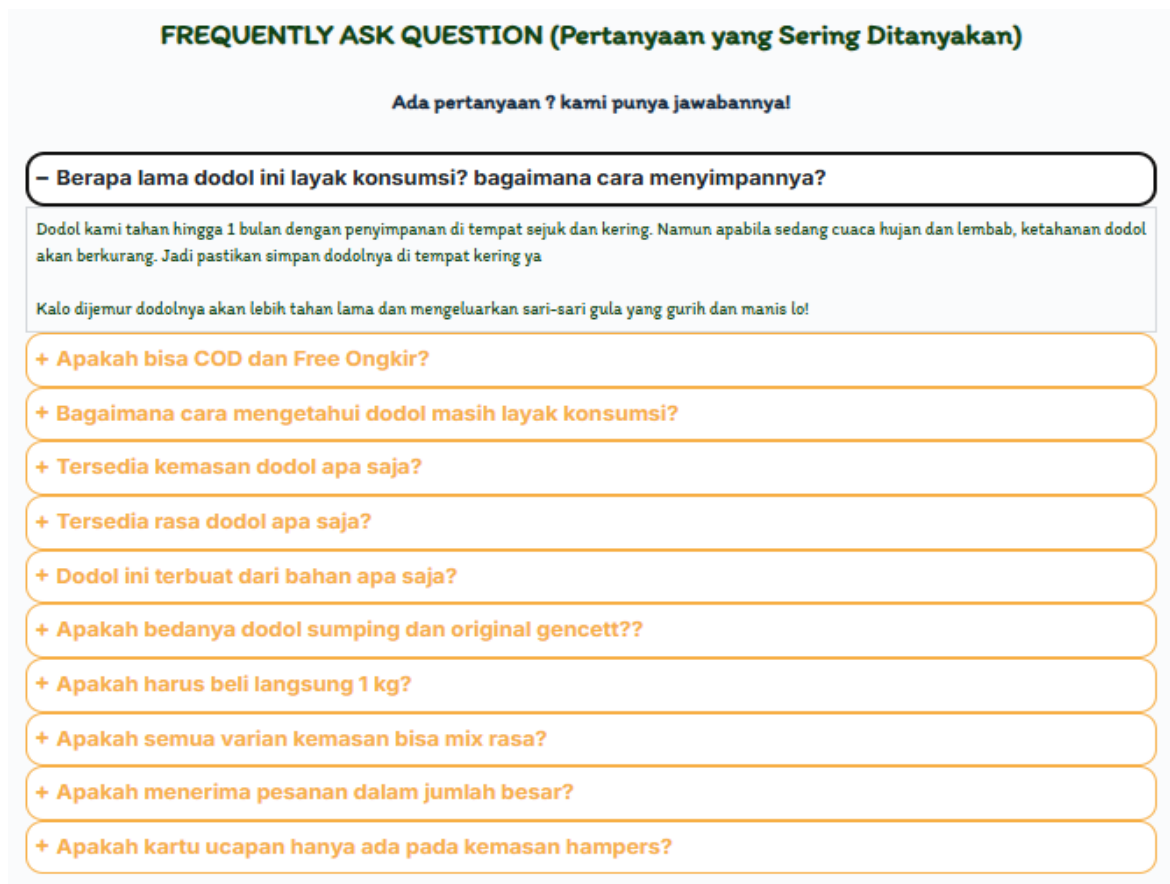 FREQUENTLY ASK QUESTION (Pertanyaan yang Sering Ditanyakan)
Ada pertanyaan ? kami punya jawabannya!
− Berapa lama dodol ini layak konsumsi? bagaimana cara menyimpannya?
Dodol kami tahan hingga 1 bulan dengan penyimpanan di tempat sejuk dan kering. Namun apabila sedang cuaca hujan dan lembab, ketahanan dodol
akan berkurang. Jadi pastikan simpan dodolnya di tempat kering ya
Kalo dijemur dodolnya akan lebih tahan lama dan mengeluarkan sari-sari gula yang gurih dan manis lo!
+ Apakah bisa COD dan Free Ongkir?
+ Bagaimana cara mengetahui dodol masih layak konsumsi?
+ Tersedia kemasan dodol apa saja?
+ Tersedia rasa dodol apa saja?
+ Dodol ini terbuat dari bahan apa saja?
+ Apakah bedanya dodol sumping dan original gencett??
+ Apakah harus beli langsung 1 kg?
+ Apakah semua varian kemasan bisa mix rasa?
+ Apakah menerima pesanan dalam jumlah besar?
+ Apakah kartu ucapan hanya ada pada kemasan hampers?